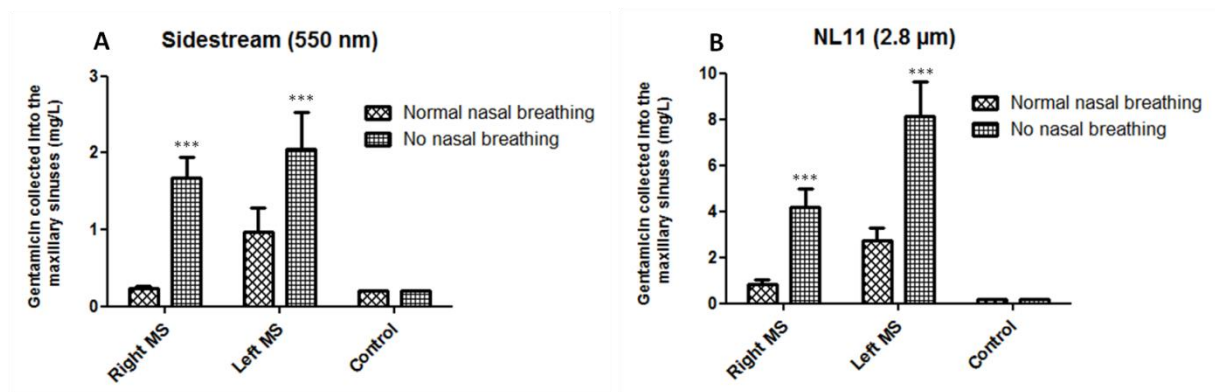 A
Sidestream (550 nm)
Gentamicin collected into the
maxillary sinuses (mg/L)
3
2
1
0
***
***
Normal nasal breathing
No nasal breathing
Right MS
Left MS
Control
B
NL11 (2.8 µm)
Gentamicin collected into the
maxillary sinuses (mg/L)
10
8
6
4
2
0
***
***
Normal nasal breathing
No nasal breathing
Right MS
Left MS
Control